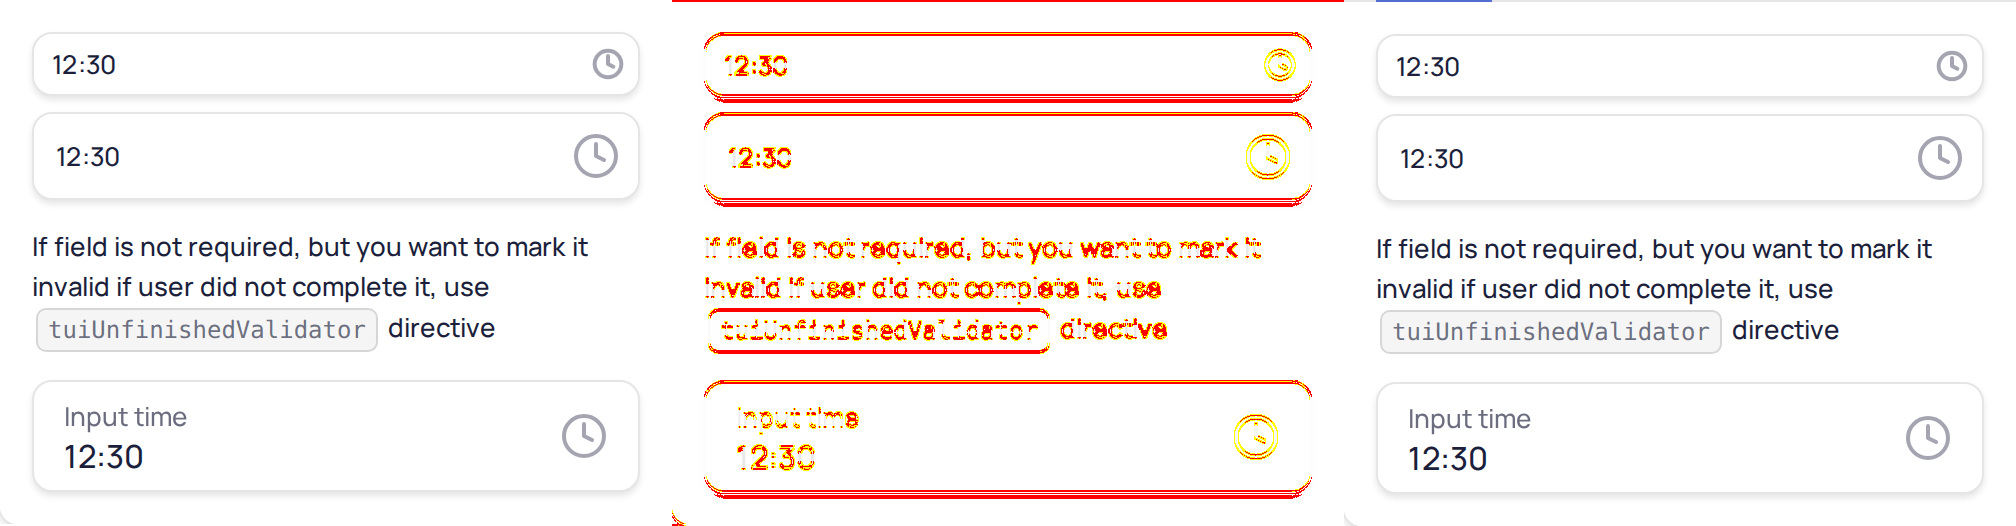 12:30
12:30
If field is not required, but you want to mark it
invalid if user did not complete it, use
tuiUnfinishedValidator directive
Input time
12:30
12:30
12:30
If field is not required, but you want to mark it
invalid if user did not complete it, use
tuiUnfinishedValidator directive
Input time
12:30
12:30
12:30
If field is not required, but you want to mark it
invalid if user did not complete it, use
tuiUnfinishedValidator directive
Input time
12:30